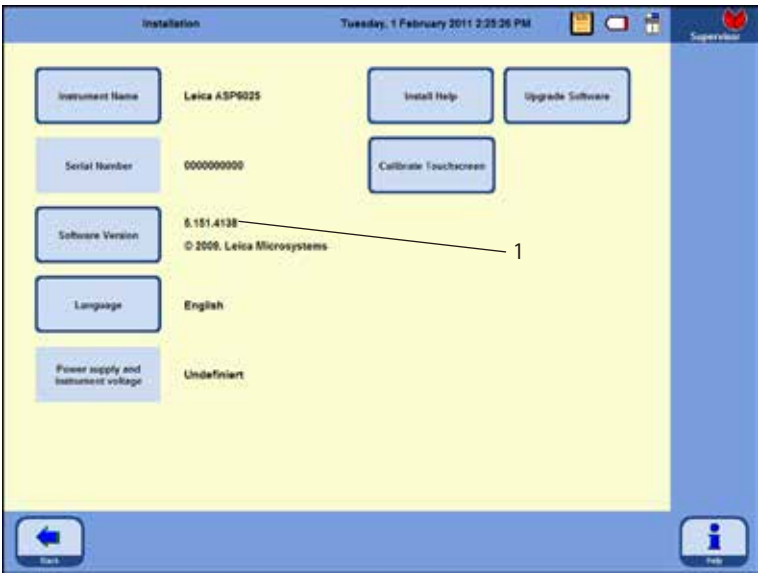 Installation
Tuesday, 1 February 2011 2:25:26 PM
Supervisor
Instrument Name
Leica ASP6025
Install Help
Upgrade Software
Serial Number
0000000000
Calibrate Touchscreen
Software Version
6.151.4138
© 2009, Leica Microsystems
1
Language
English
Power supply and
instrument voltage
Undefiniert
Back
Help